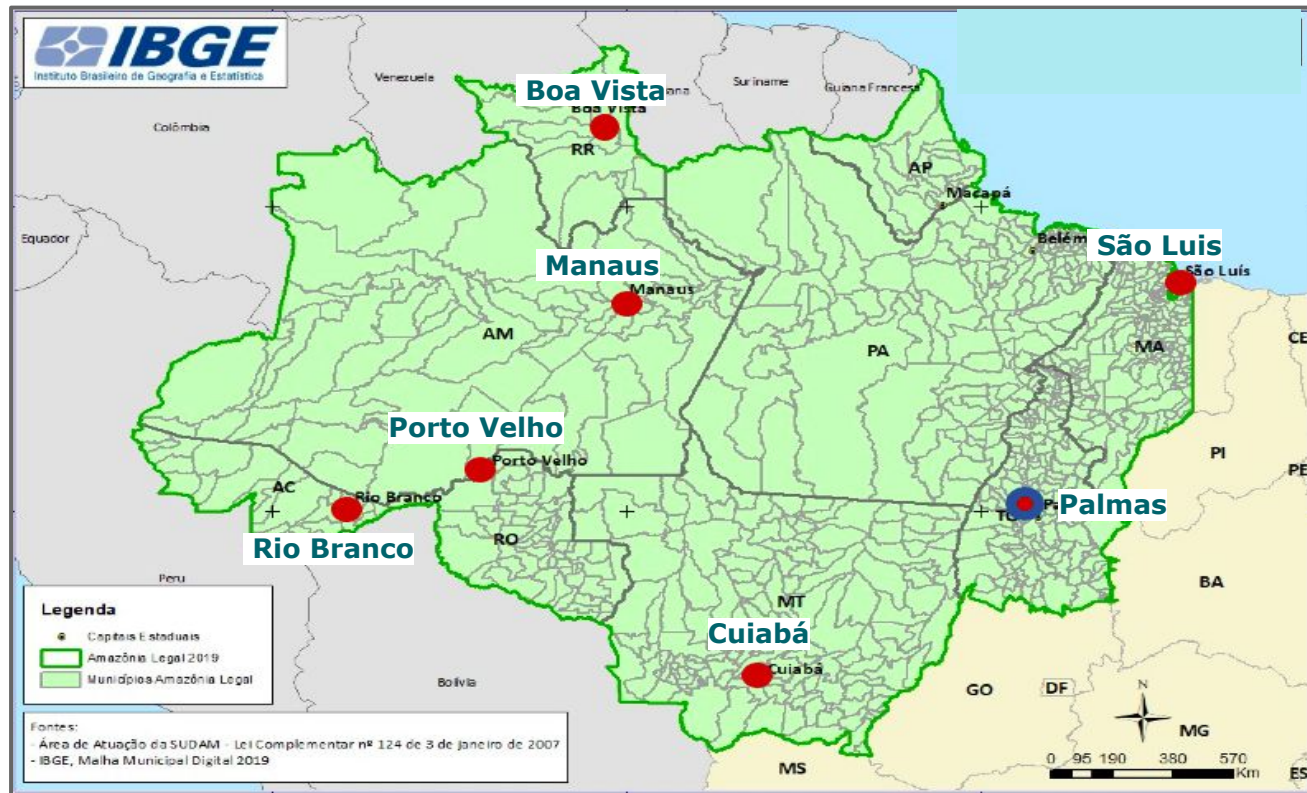 IBGE
Instituto Brasileiro de Geografia e Estatística
Venezuela
Suriname
Guiana Francesa
Colômbia
Boa Vista
Boa Vista
RR
AP
Macapá
Equador
Belém
São Luis
São Luís
Manaus
Manaus
AM
PA
MA
CE
Porto Velho
Porto Velho
PI
PE
AC
Rio Branco
Rio Branco
RO
Palmas
Peru
BA
MT
Cuiabá
Cuiabá
Bolívia
GO
DF
MG
MS
ES
N
0 95 190 380 570
Km
Legenda
Capitais Estaduais
Amazônia Legal 2019
Municípios Amazônia Legal
Fontes:
- Área de Atuação da SUDAM - Lei Complementar nº 124 de 3 de Janeiro de 2007
- IBGE, Malha Municipal Digital 2019